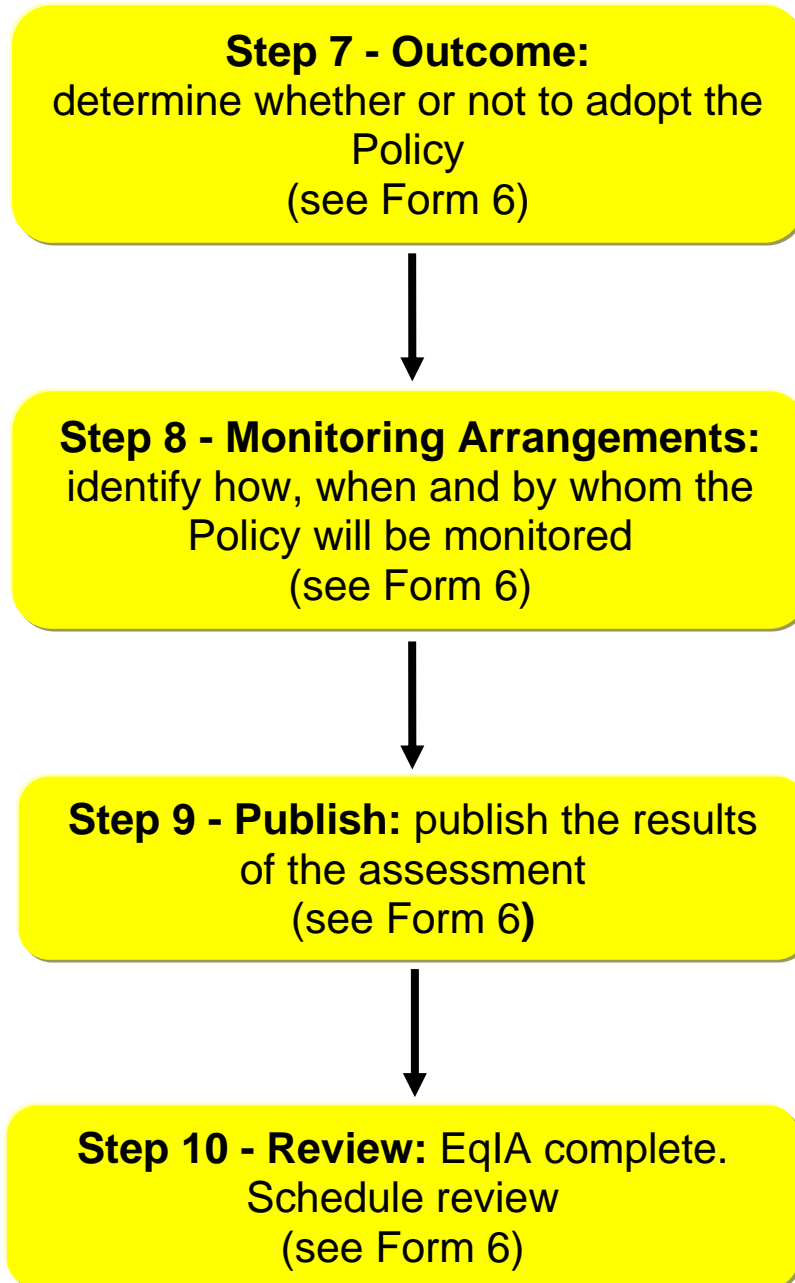 Step 7 - Outcome:
determine whether or not to adopt the
Policy
(see Form 6)
Step 8 - Monitoring Arrangements:
identify how, when and by whom the
Policy will be monitored
(see Form 6)
Step 9 - Publish: publish the results
of the assessment
(see Form 6)
Step 10 - Review: EqIA complete.
Schedule review
(see Form 6)